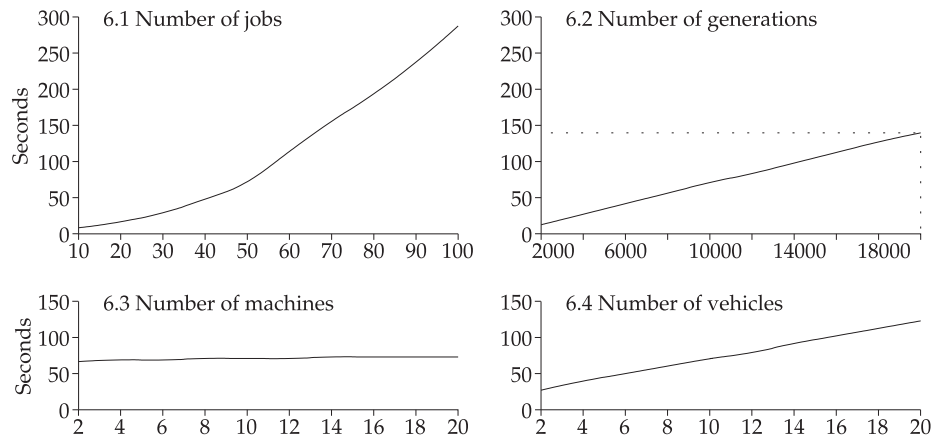 6.1 Number of jobs
300
250
200
150
100
50
0
Seconds
10 20 30 40 50 60 70 80 90 100
6.2 Number of generations
300
250
200
150
100
50
0
2000 6000 10000 14000 18000
6.3 Number of machines
150
100
50
0
Seconds
2 4 6 8 10 12 14 16 18 20
6.4 Number of vehicles
150
100
50
0
2 4 6 8 10 12 14 16 18 20